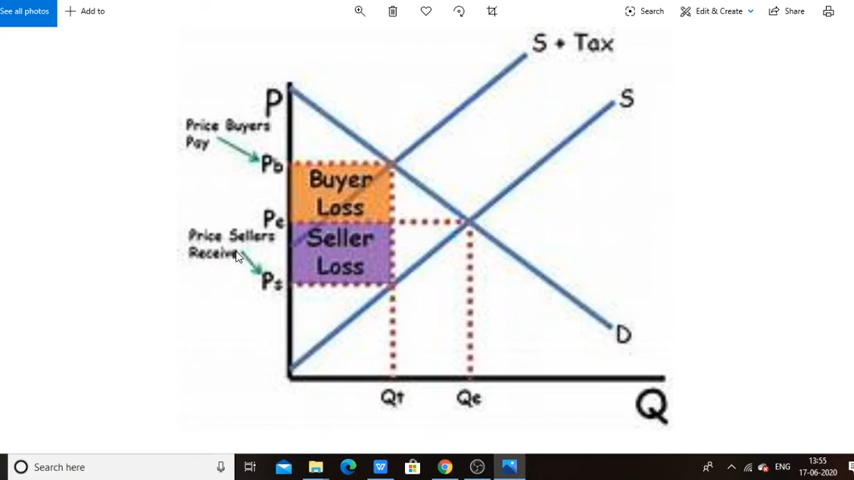 See all photos
Add to
Search
Edit & Create
Share
S + Tax
P
S
Price Buyers
Pay
Pb
Buyer
Loss
Pe
Price Sellers
Receive
Seller
Loss
Ps
D
Qt
Qe
Q
Search here
ENG
13:55
17-06-2020